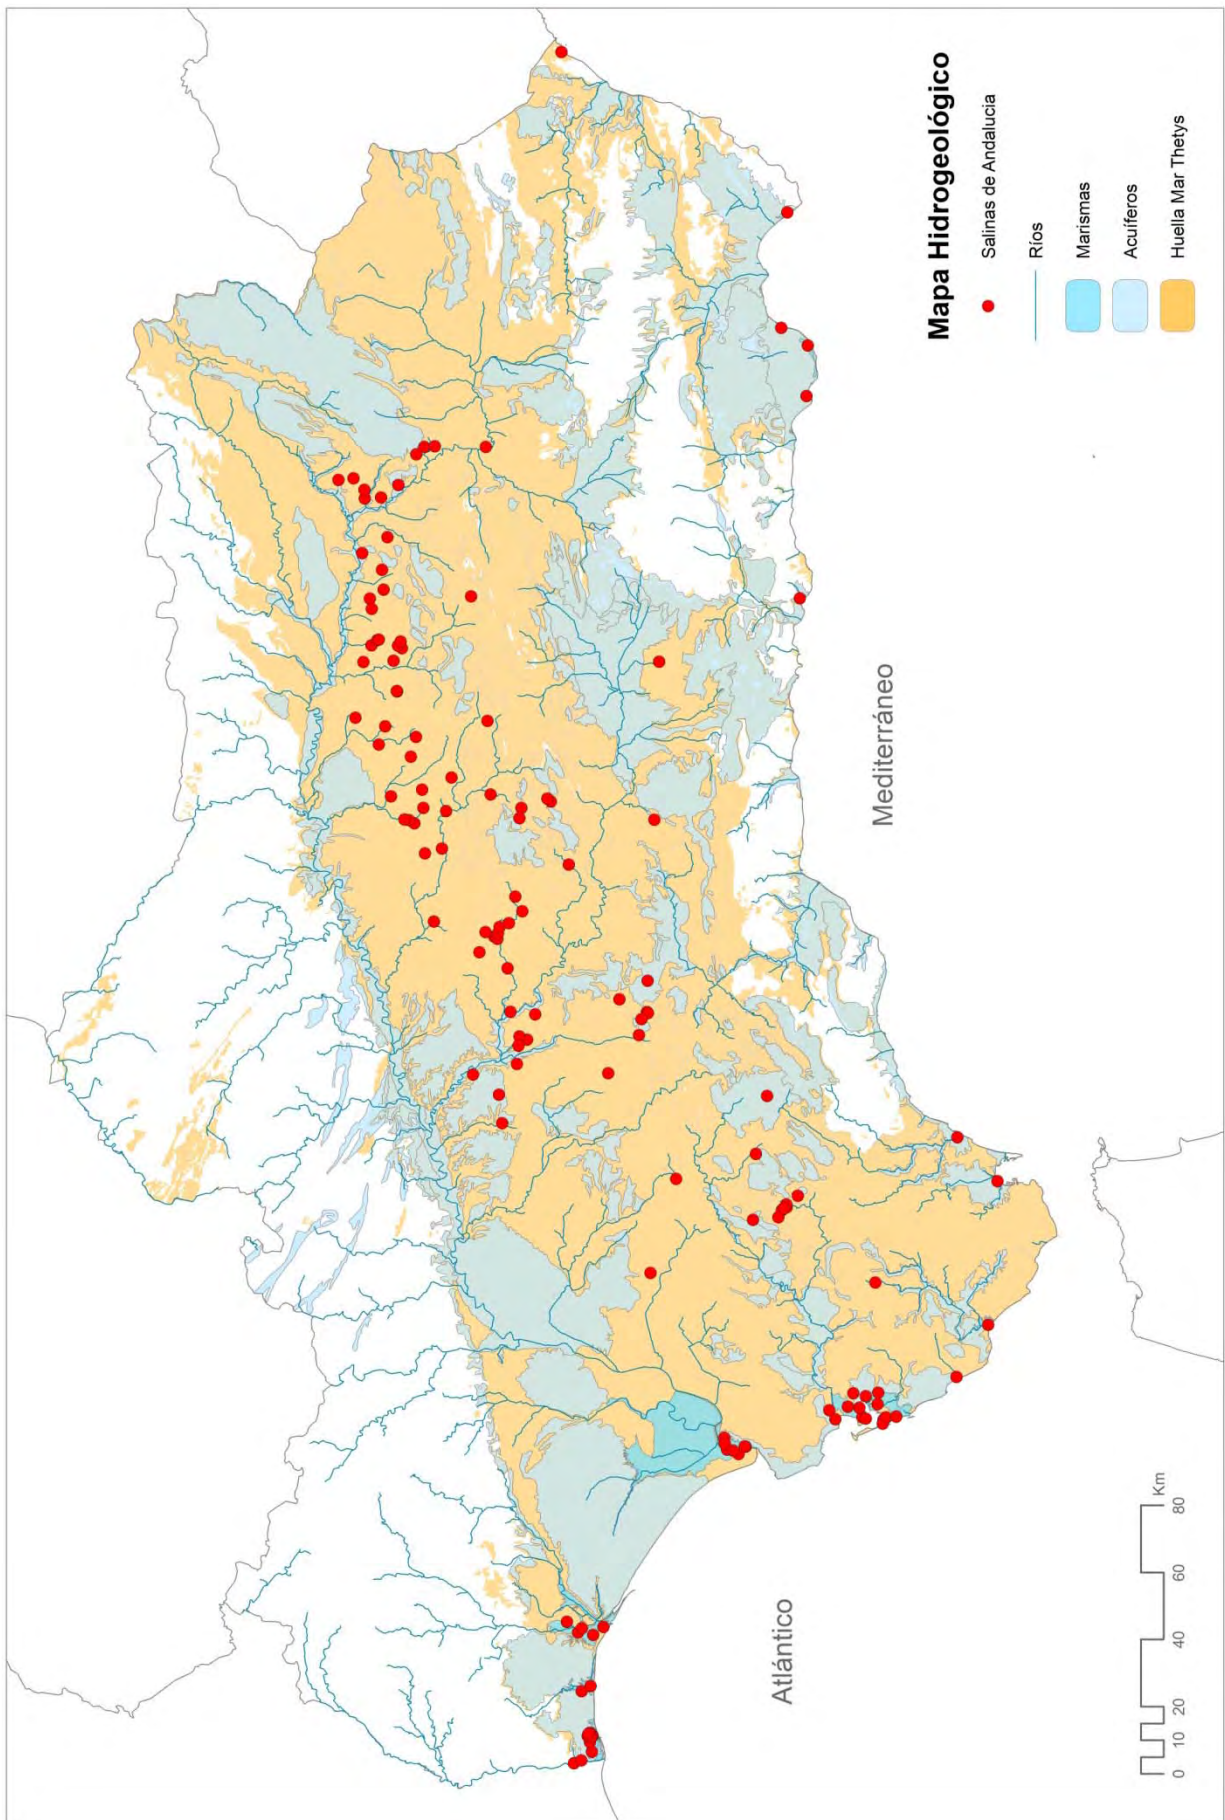 Mapa Hidrogeológico
Salinas de Andalucia
Ríos
Marismas
Acuíferos
Huella Mar Thetys
Mediterráneo
Atlántico
0 10 20 40 60 80
Km